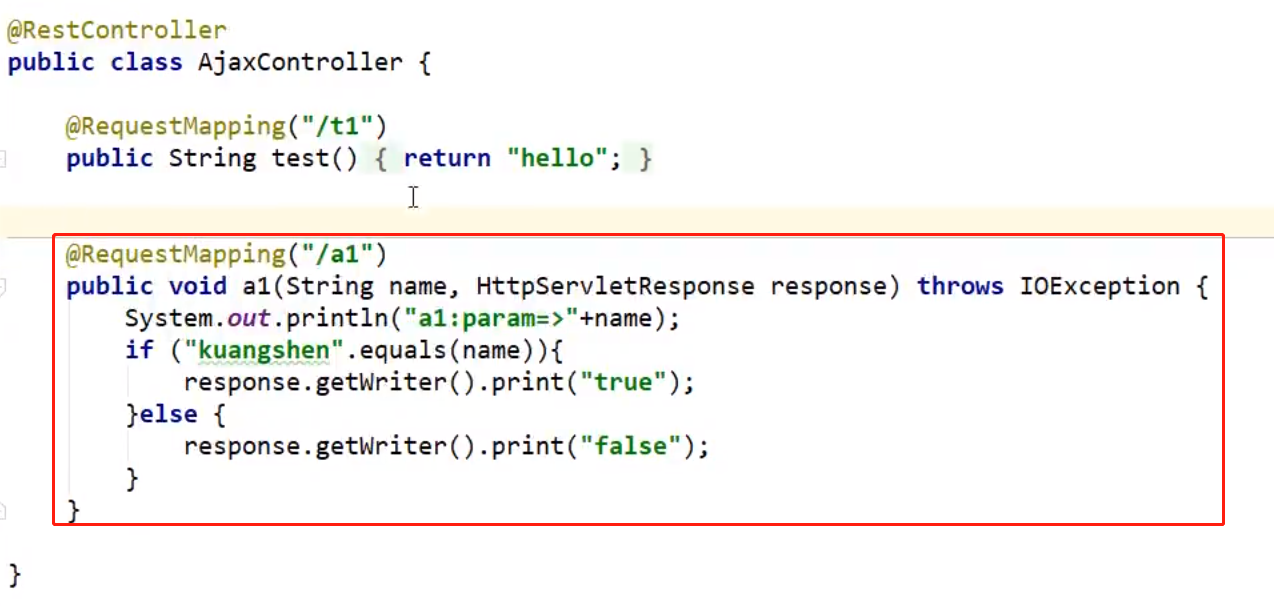 @RestController
public class AjaxController {
@RequestMapping("/t1")
public String test() { return "hello"; }
@RequestMapping("/a1")
public void a1(String name, HttpServletResponse response) throws IOException {
System.out.println("a1:param=>"+name);
if ("kuangshen".equals(name)){
response.getWriter().print("true");
}else {
response.getWriter().print("false");
}
}
}